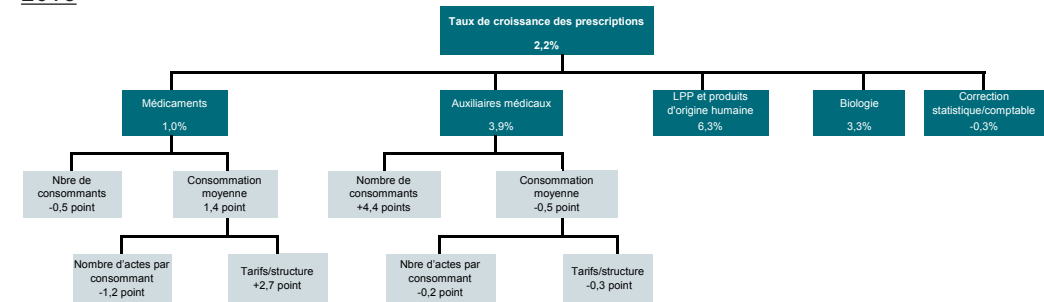 Taux de croissance des prescriptions
2,2%
Médicaments
1,0%
Auxiliaires médicaux
3,9%
LPP et produits
d'origine humaine
6,3%
Biologie
3,3%
Correction
statistique/comptable
-0,3%
Nbre de
consommants
-0,5 point
Consommation
moyenne
1,4 point
Nombre de
consommants
+4,4 points
Consommation
moyenne
-0,5 point
Nombre d'actes par
consommant
-1,2 point
Tarifs/structure
+2,7 point
Nbre d'actes par
consommant
-0,2 point
Tarifs/structure
-0,3 point